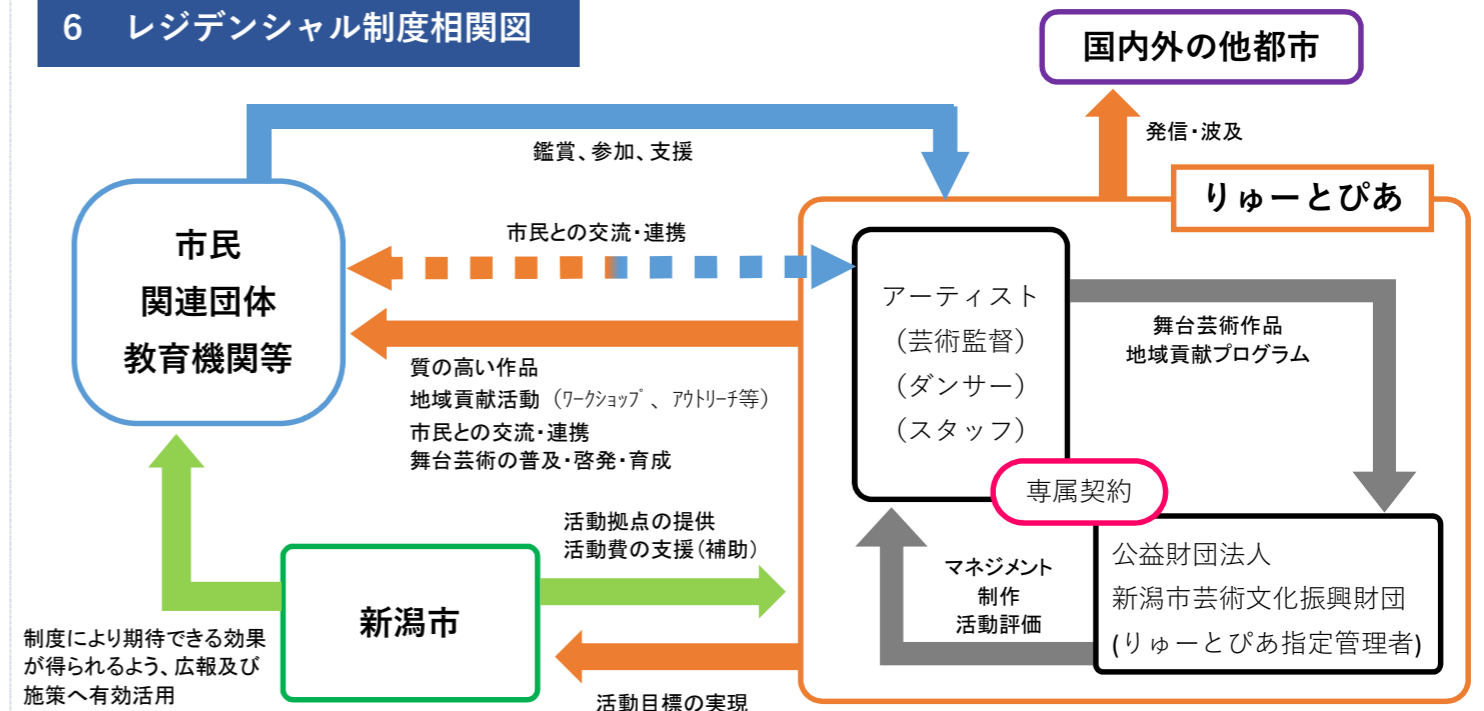 6 レジデンシャル制度相関図
国内外の他都市
発信・波及
鑑賞、参加、支援
りゅーとぴあ
市民
関連団体
教育機関等
市民との交流・連携
アーティスト
(芸術監督)
(ダンサー)
(スタッフ)
舞台芸術作品
地域貢献プログラム
質の高い作品
地域貢献活動（ﾜｰｸｼｮｯﾌﾟ、ｱｳﾄﾘｰﾁ等）
市民との交流・連携
舞台芸術の普及・啓発・育成
専属契約
活動拠点の提供
活動費の支援（補助）
新潟市
マネジメント
制作
活動評価
公益財団法人
新潟市芸術文化振興財団
(りゅーとぴあ指定管理者)
制度により期待できる効果
が得られるよう、広報及び
施策へ有効活用
活動目標の実現